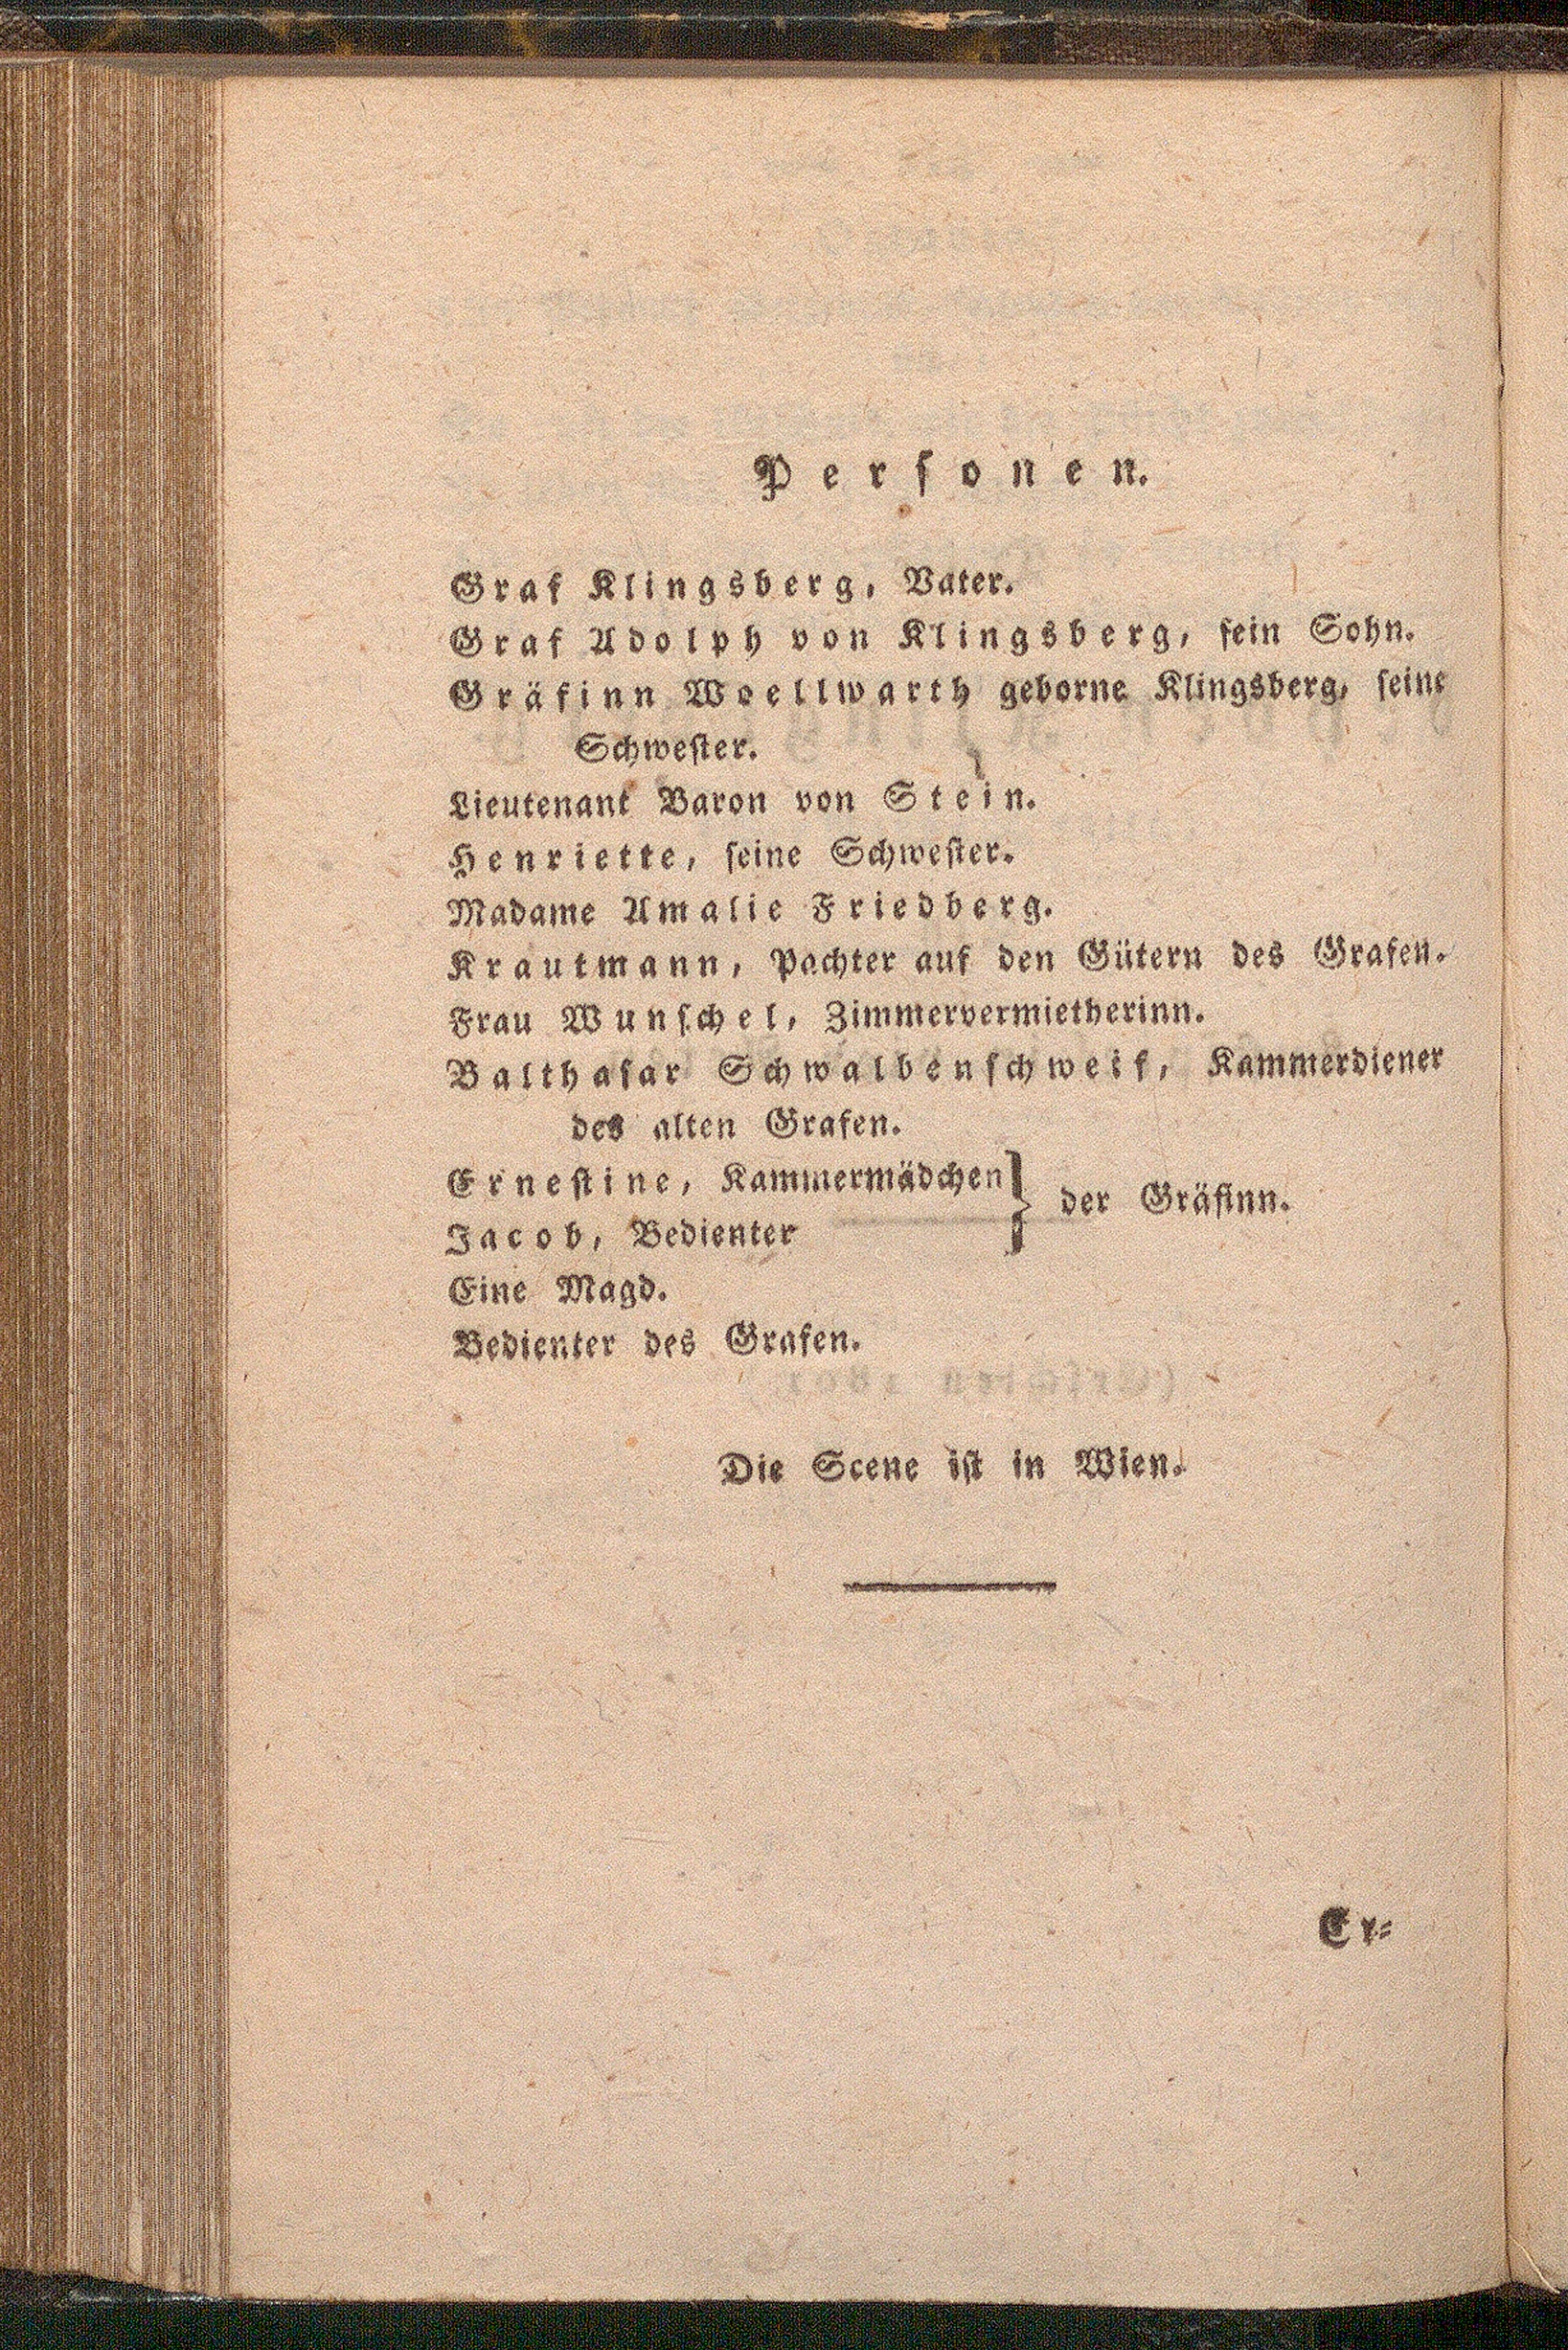 Personen.
Graf Klingsberg, Vater.
Graf Adolph von Klingsberg, sein Sohn.
Gräfinn Woellwarth geborne Klingsberg, seine
Schwester.
Lieutenant Baron von Stein.
Henriette, seine Schwester.
Madame Amalie Friedberg.
Krautmann, Pachter auf den Gütern des Grafen.
Frau Wunschel, Zimmervermietherinn.
Balthasar Schwalbenschweif, Kammerdiener
des alten Grafen.
Ernestine, Kammermädchen } der Gräfinn.
Jacob, Bedienter
Eine Magd.
Bedienter des Grafen.
Die Scene ist in Wien.
Er=